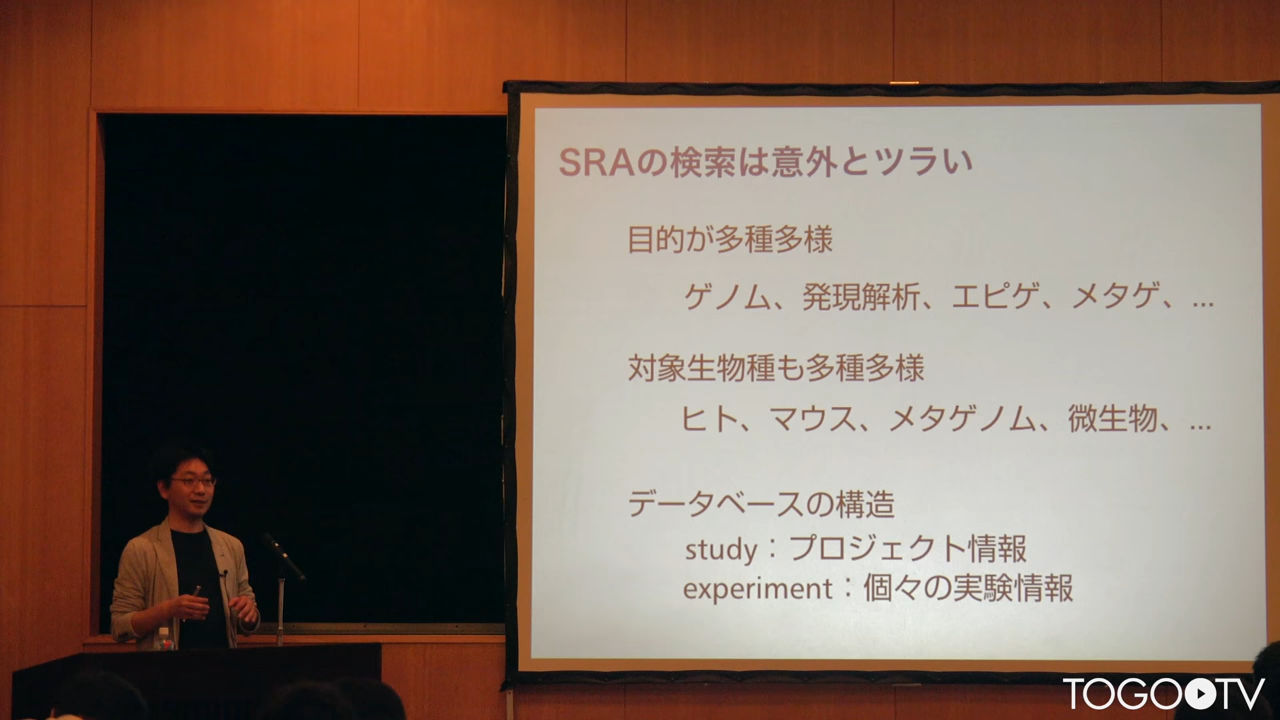 SRAの検索は意外とツラい
目的が多種多様
ゲノム、発現解析、エピゲ、メタゲ、...
対象生物種も多種多様
ヒト、マウス、メタゲノム、微生物、...
データベースの構造
study：プロジェクト情報
experiment：個々の実験情報
TOGOTV